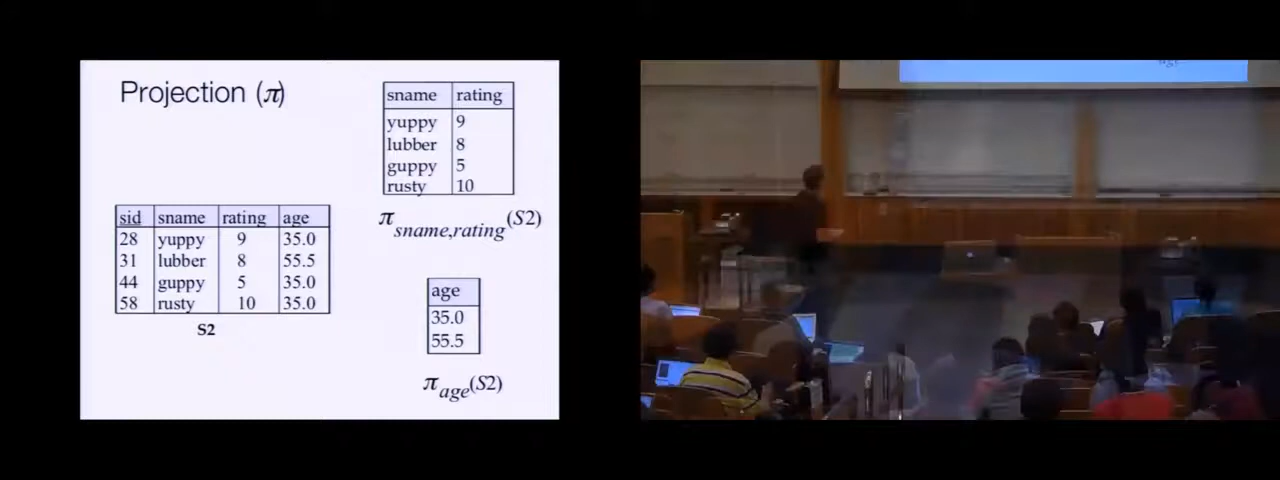 Projection (π)
sname rating
yuppy 9
lubber 8
guppy 5
rusty 10
π sname,rating (S2)
sid sname rating age
28 yuppy 9 35.0
31 lubber 8 55.5
44 guppy 5 35.0
58 rusty 10 35.0
S2
age
35.0
55.5
π age (S2)
age